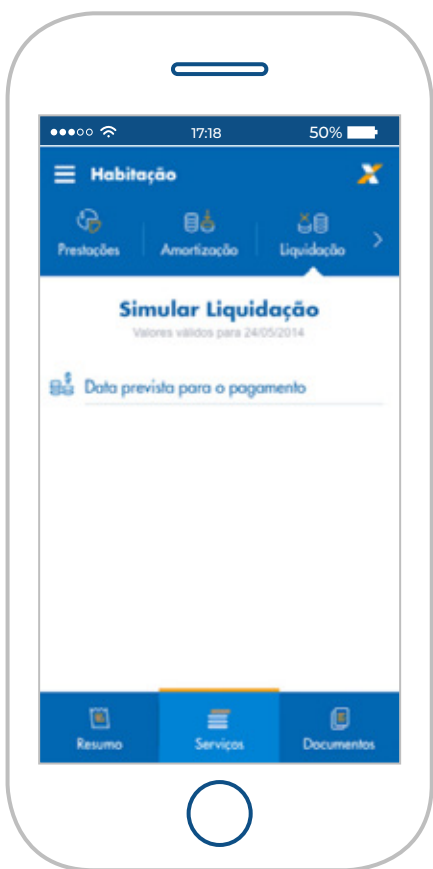 17:18
50%
Habitação
Prestações Amortização Liquidação
Simular Liquidação
Valores válidos para 24/05/2014
Data prevista para o pagamento
Resumo Serviços Documentos